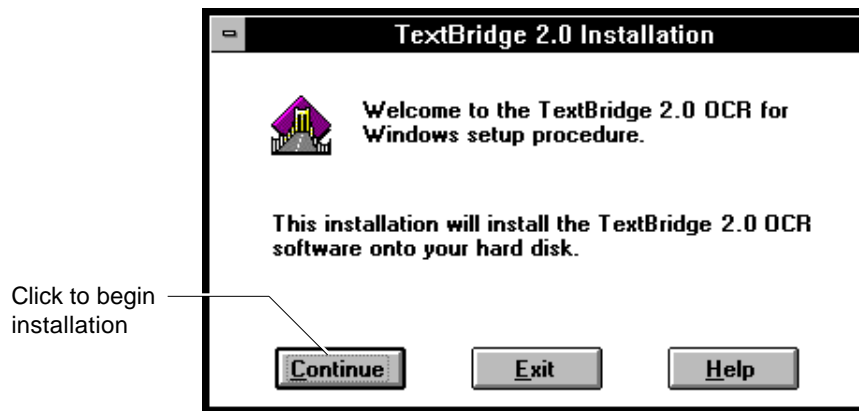 TextBridge 2.0 Installation
Welcome to the TextBridge 2.0 OCR for
Windows setup procedure.
This installation will install the TextBridge 2.0 OCR
software onto your hard disk.
Click to begin
installation
Continue
Exit
Help